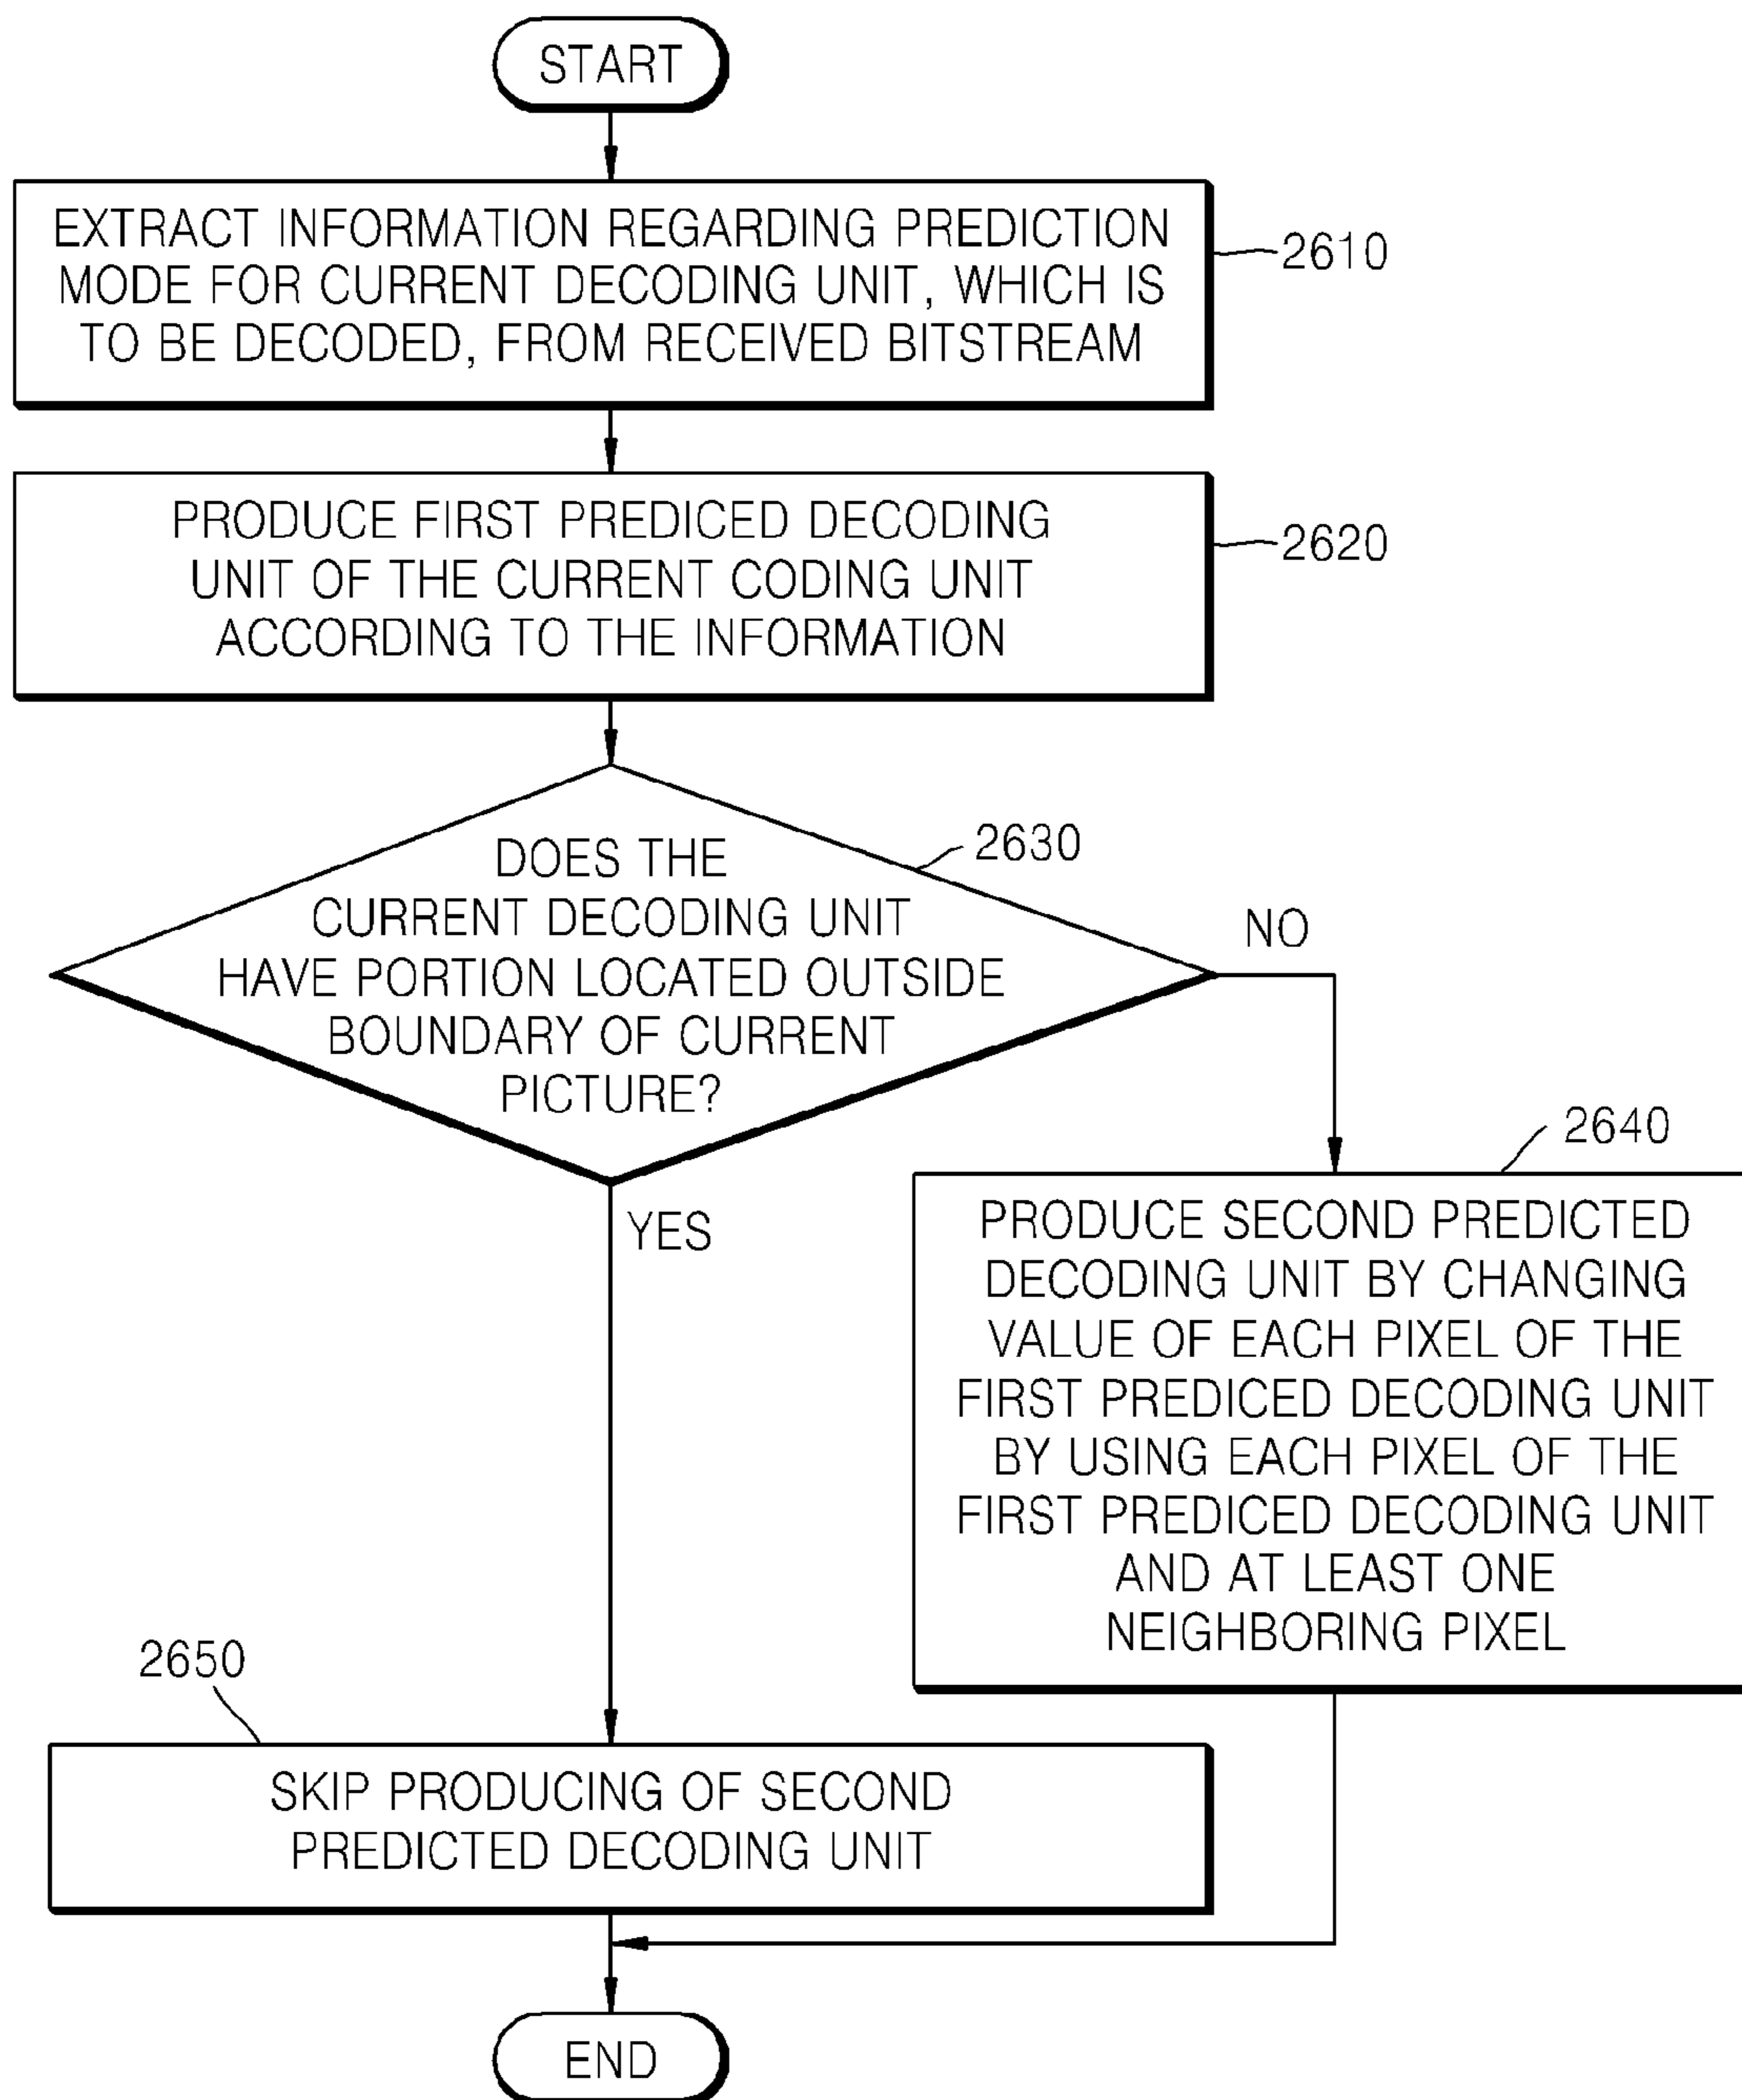 START
EXTRACT INFORMATION REGARDING PREDICTION
MODE FOR CURRENT DECODING UNIT, WHICH IS
TO BE DECODED, FROM RECEIVED BITSTREAM
2610
PRODUCE FIRST PREDICED DECODING
UNIT OF THE CURRENT CODING UNIT
ACCORDING TO THE INFORMATION
2620
DOES THE
CURRENT DECODING UNIT
HAVE PORTION LOCATED OUTSIDE
BOUNDARY OF CURRENT
PICTURE?
2630
NO
YES
2640
PRODUCE SECOND PREDICTED
DECODING UNIT BY CHANGING
VALUE OF EACH PIXEL OF THE
FIRST PREDICED DECODING UNIT
BY USING EACH PIXEL OF THE
FIRST PREDICED DECODING UNIT
AND AT LEAST ONE
NEIGHBORING PIXEL
2650
SKIP PRODUCING OF SECOND
PREDICTED DECODING UNIT
END